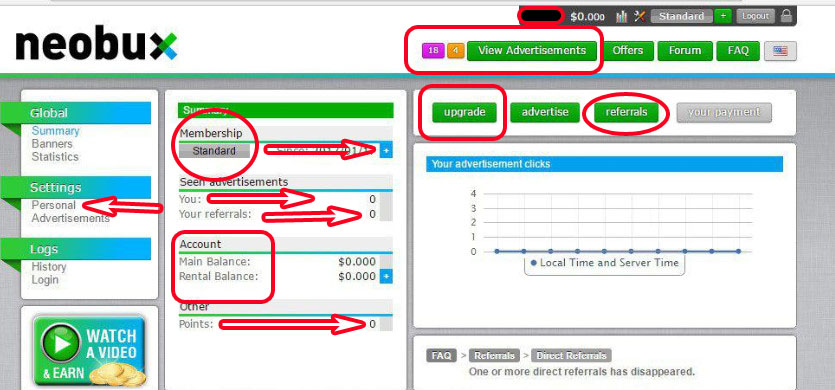 $0.000 Standard + Logout
neobux
18 4 View Advertisements Offers Forum FAQ
Global
Summary
Banners
Statistics
Settings
Personal
Advertisements
Logs
History
Login
WATCH
A VIDEO
& EARN
Summary
Membership
Standard +
Seen advertisements
You: 0
Your referrals: 0
Account
Main Balance: $0.000
Rental Balance: $0.000 +
Other
Points: 0
upgrade advertise referrals your payment
Your advertisement clicks
4
3
2
1
0
Local Time and Server Time
FAQ > Referrals > Direct Referrals
One or more direct referrals has disappeared.